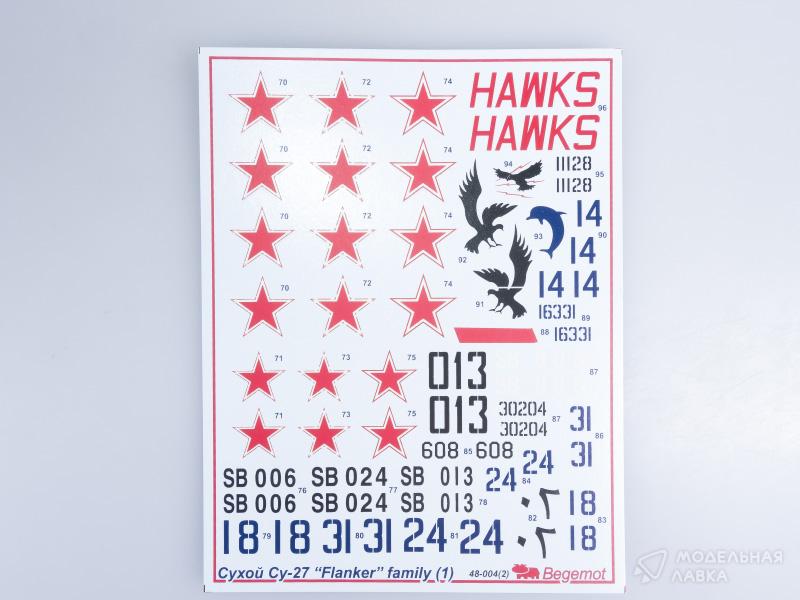 70 72 74 HAWKS
96
HAWKS
70 72 74 94 11128
95
11128
70 72 74 14
93 90
14
92
70 72 74 14 14
91
16331 89
88 16331
71 73 75 013 87
013 30204
87 31
30204
71 73 75 86
608 85 608 31
24
SB 006 SB 024 SB 013 24 84
76 77
SB 006 SB 024 SB 013 78 ٠٢ 18
82 83
18 79 18 31 80 31 24 81 24 ٠٢ 18
Сухой Су-27 “Flanker” family (1) 48-004(2) Begemot
МОДЕЛЬНАЯ
ЛАВКА